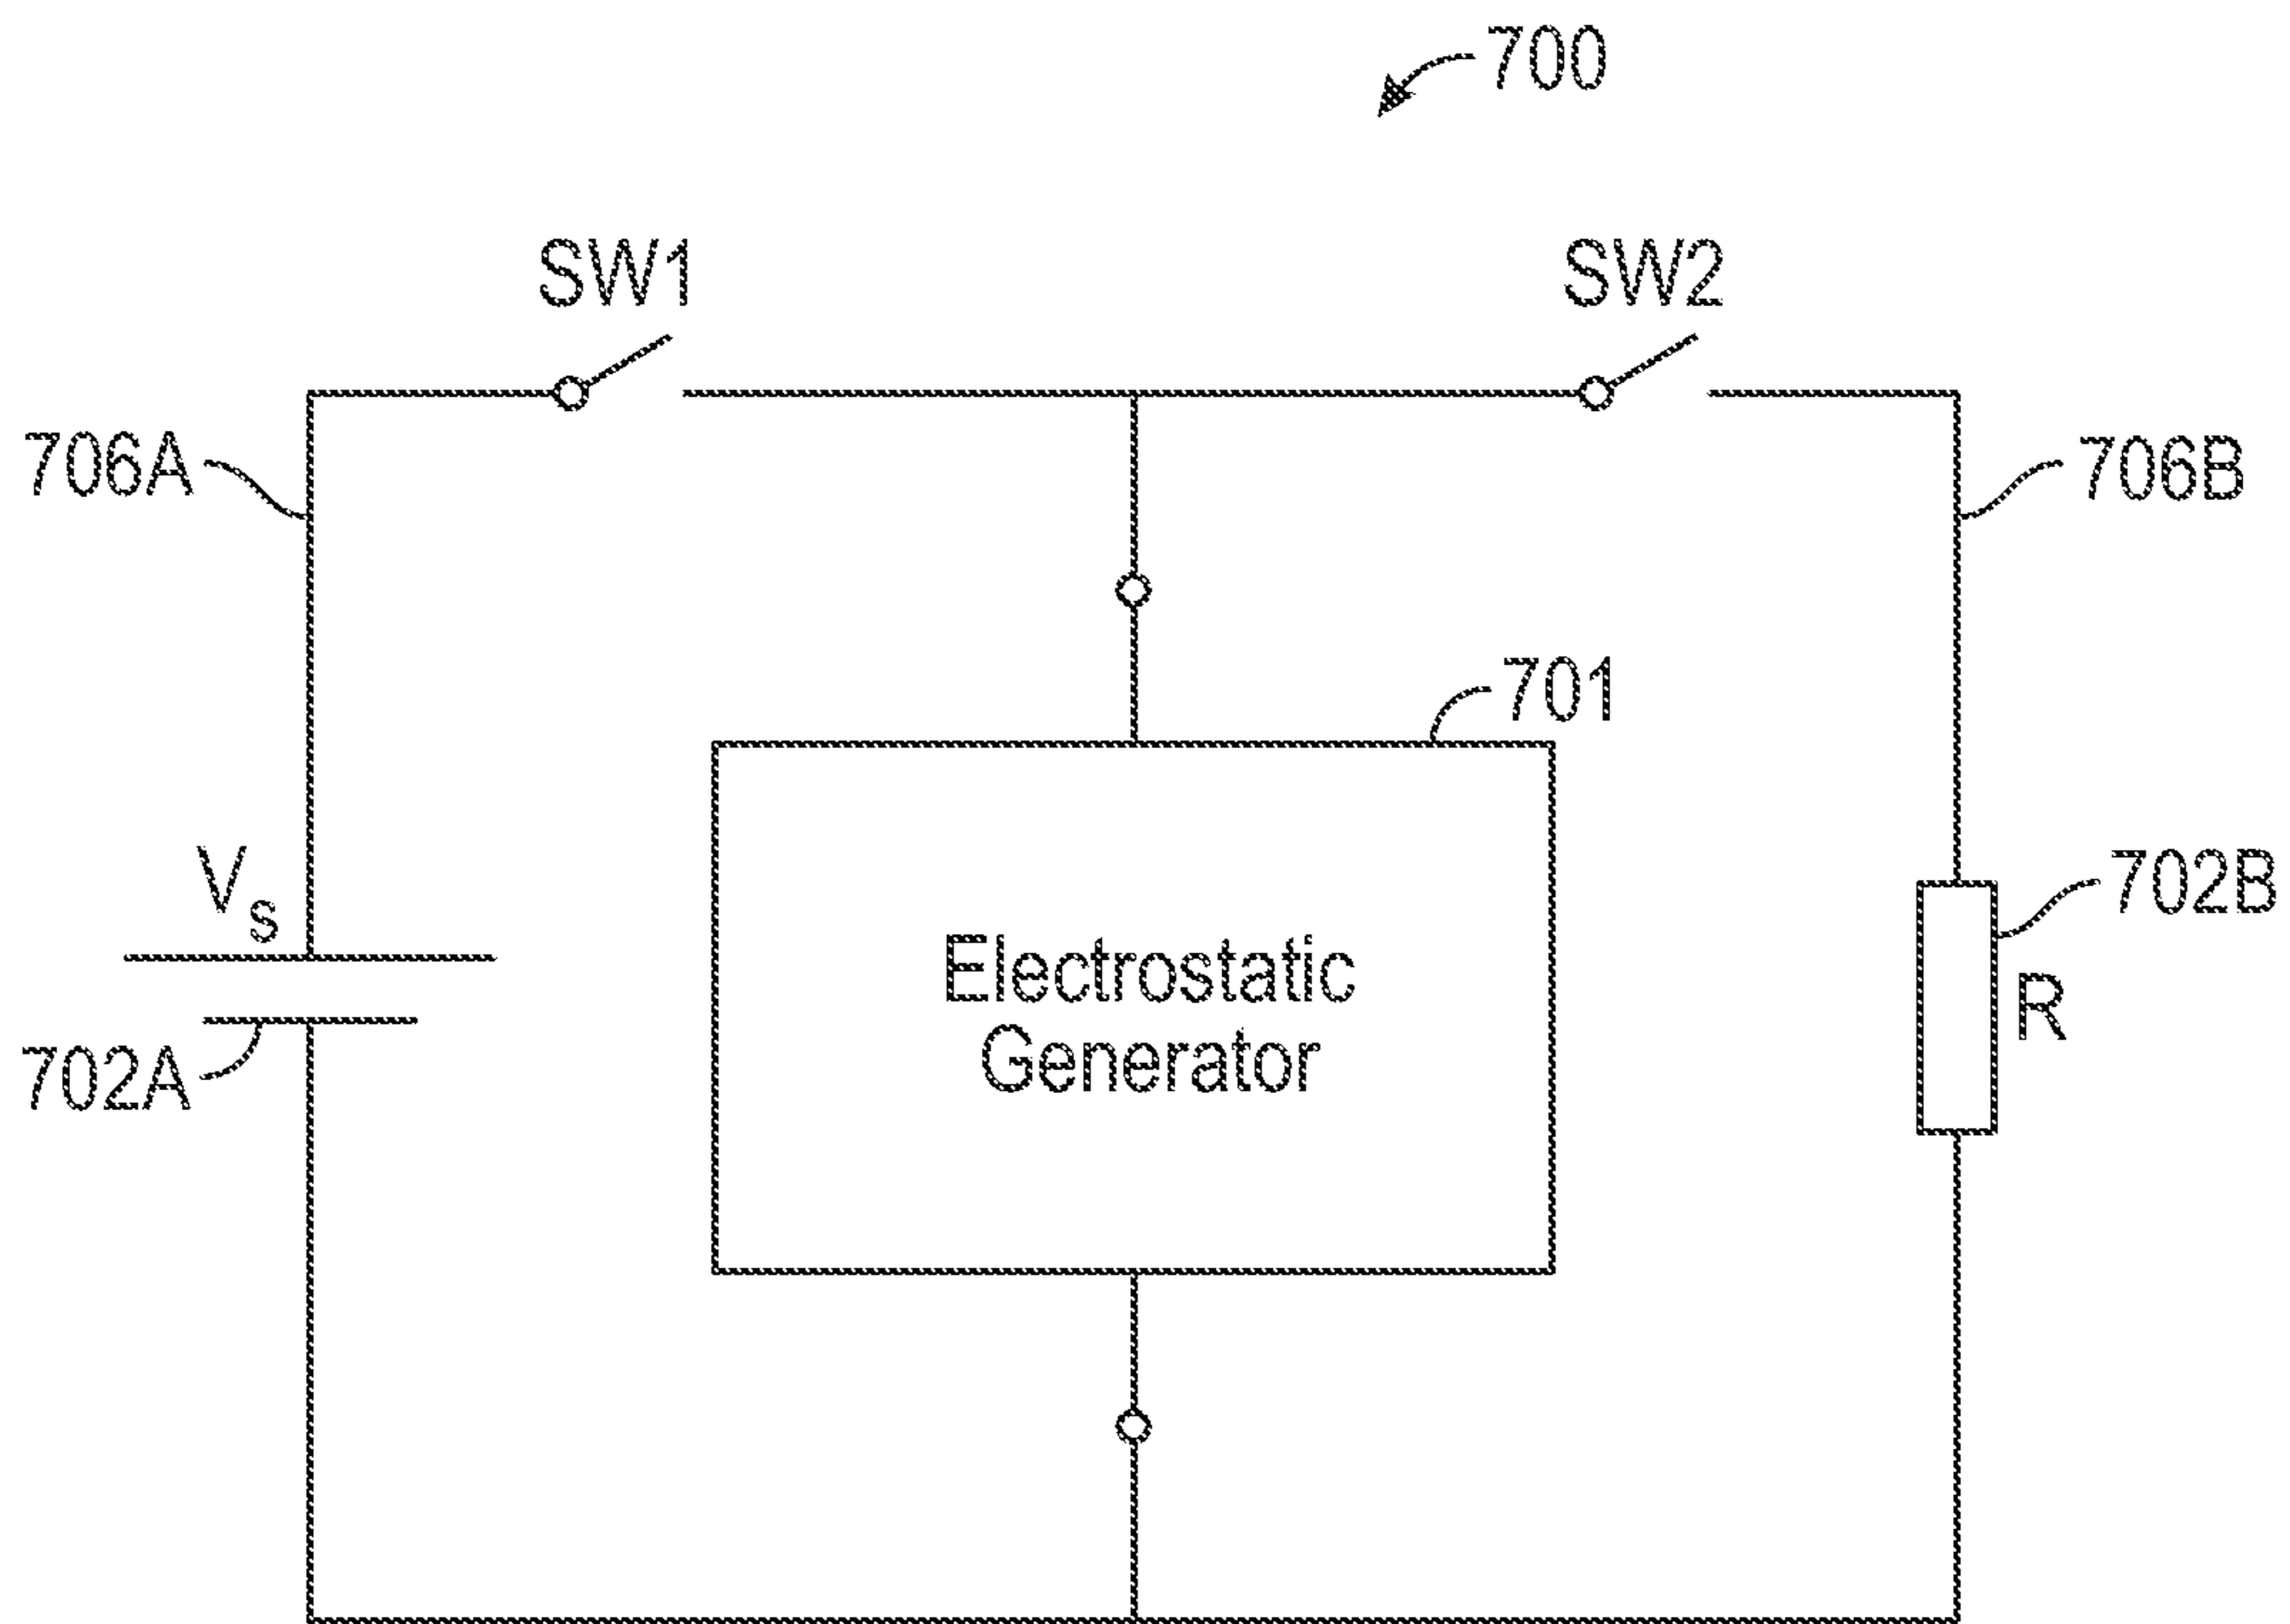 700
SW1
SW2
706A
706B
701
Vs
702B
Electrostatic
Generator
R
702A